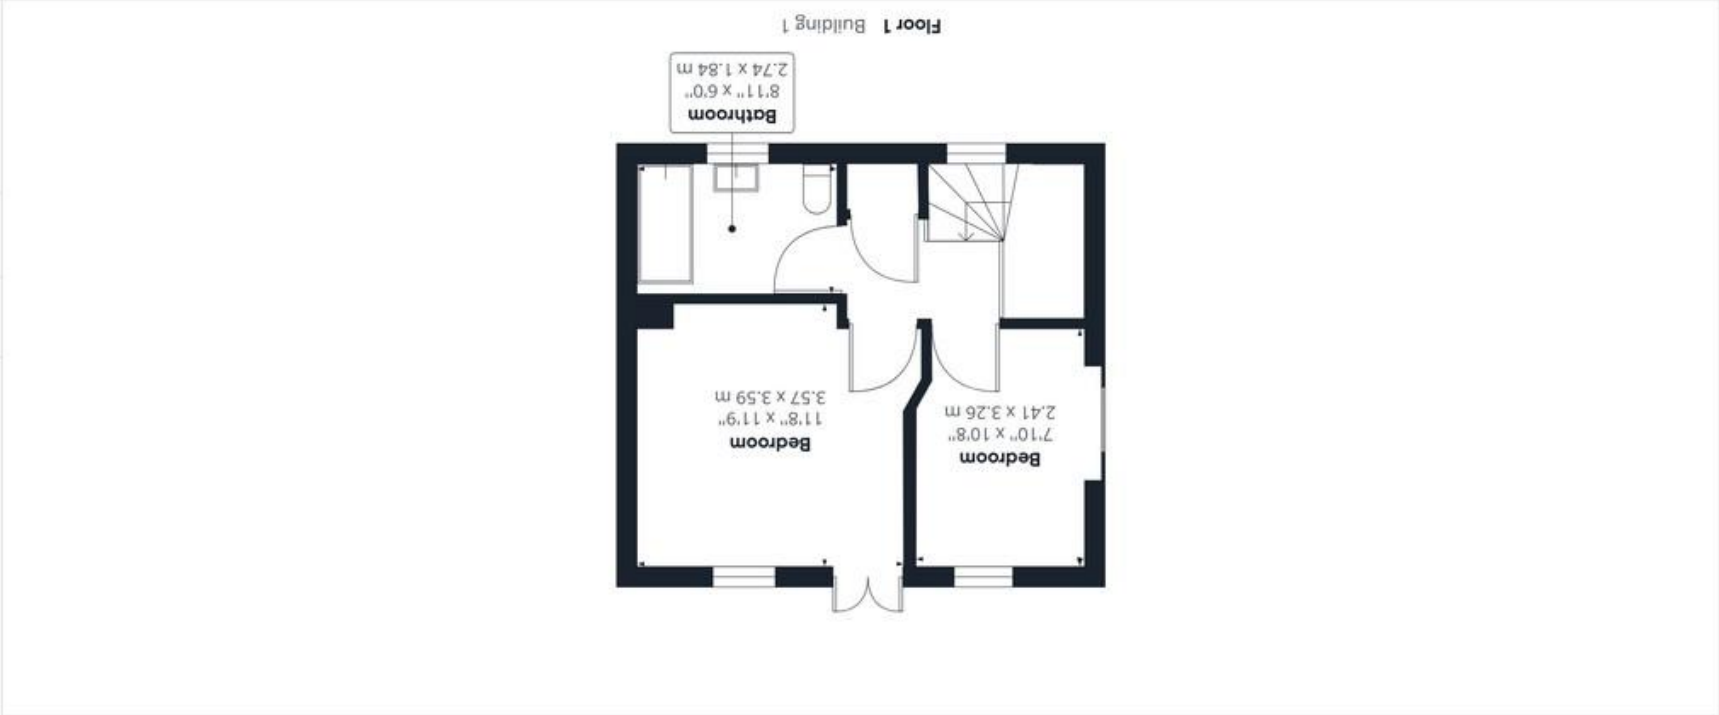 Bedroom
7'10" x 10'8"
2.41 x 3.26 m
Bedroom
11'8" x 11'9"
3.57 x 3.59 m
Bathroom
8'11" x 6'0"
2.74 x 1.84 m
Floor 1 Building 1